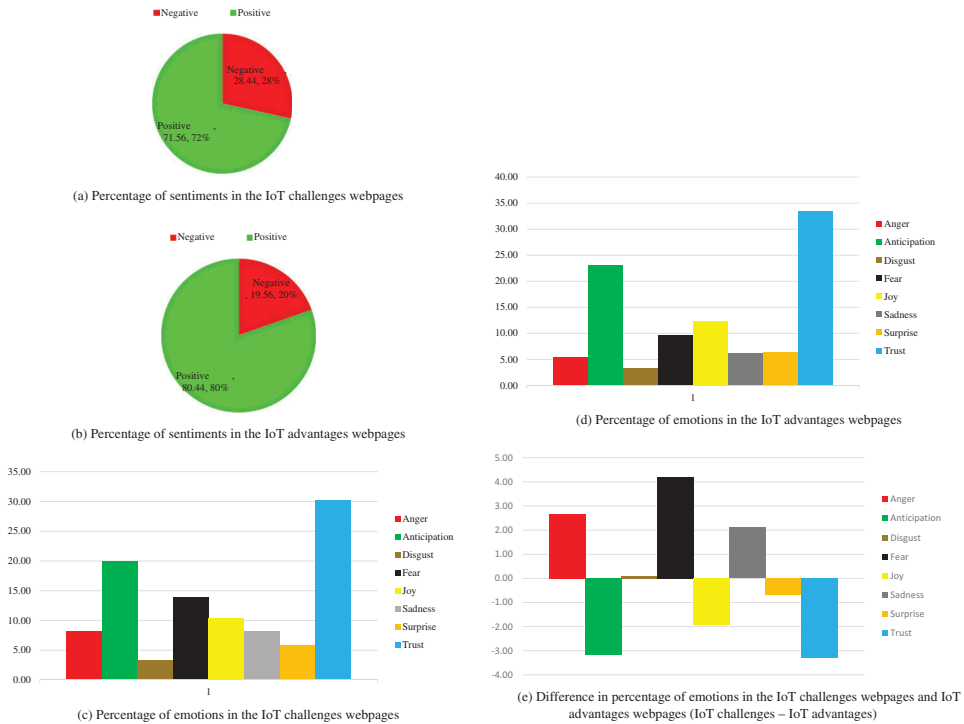 Negative Positive
Negative ,
28.44, 28%
Positive ,
71.56, 72%
(a) Percentage of sentiments in the IoT challenges webpages
Negative Positive
Negative
, 19.56, 20%
Positive ,
80.44, 80%
(b) Percentage of sentiments in the IoT advantages webpages
35.00
30.00
25.00
20.00
15.00
10.00
5.00
0.00
1
Anger
Anticipation
Disgust
Fear
Joy
Sadness
Surprise
Trust
(c) Percentage of emotions in the IoT challenges webpages
40.00
35.00
30.00
25.00
20.00
15.00
10.00
5.00
0.00
1
Anger
Anticipation
Disgust
Fear
Joy
Sadness
Surprise
Trust
(d) Percentage of emotions in the IoT advantages webpages
5.00
4.00
3.00
2.00
1.00
0.00
-1.00
-2.00
-3.00
-4.00
Anger
Anticipation
Disgust
Fear
Joy
Sadness
Surprise
Trust
(e) Difference in percentage of emotions in the IoT challenges webpages and IoT
advantages webpages (IoT challenges – IoT advantages)